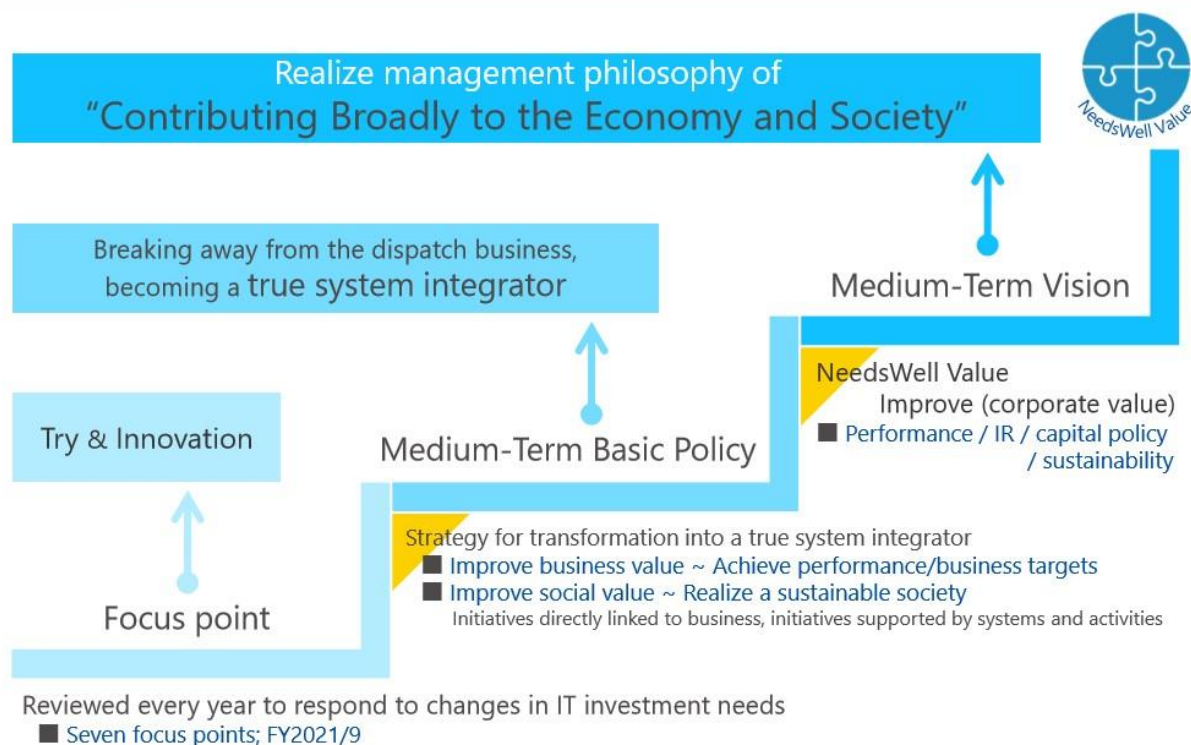 Realize management philosophy of
“Contributing Broadly to the Economy and Society”
NeedsWell Value
Breaking away from the dispatch business,
becoming a true system integrator
Medium-Term Vision
NeedsWell Value
Improve (corporate value)
■ Performance / IR / capital policy
/ sustainability
Try & Innovation
Medium-Term Basic Policy
Strategy for transformation into a true system integrator
■ Improve business value ~ Achieve performance/business targets
■ Improve social value ~ Realize a sustainable society
Initiatives directly linked to business, initiatives supported by systems and activities
Focus point
Reviewed every year to respond to changes in IT investment needs
■ Seven focus points; FY2021/9